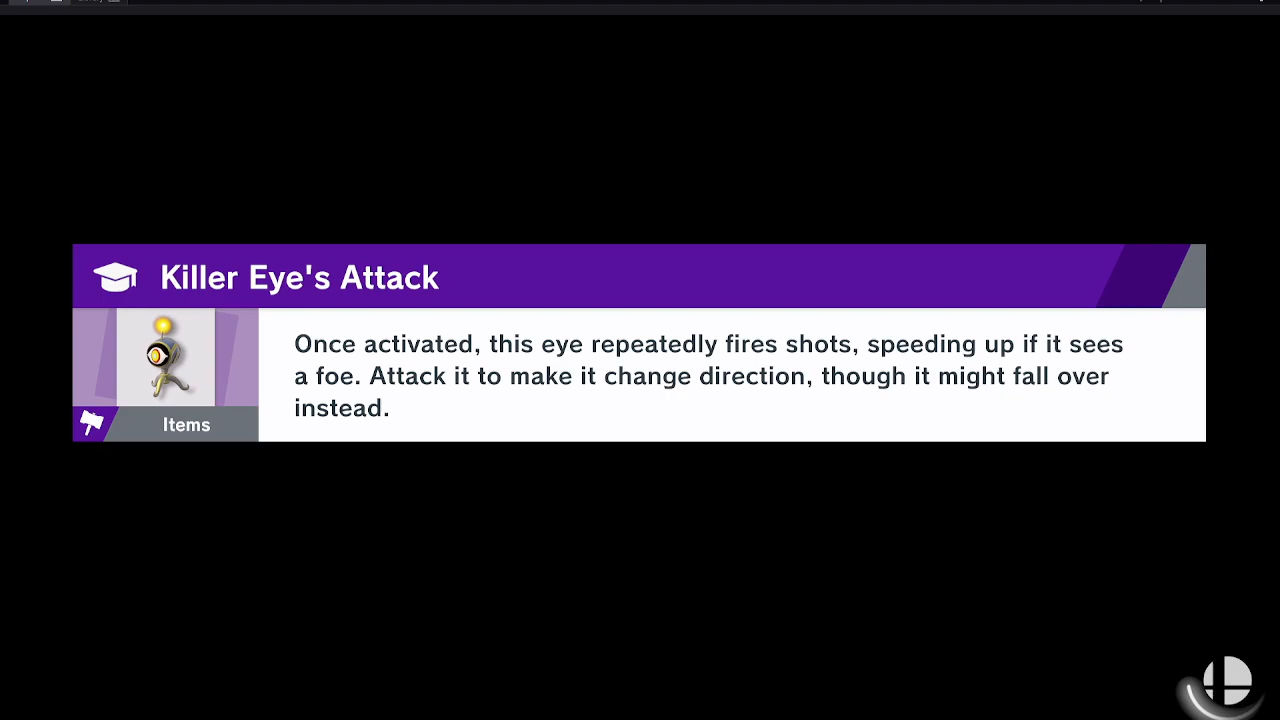 Killer Eye's Attack
Once activated, this eye repeatedly fires shots, speeding up if it sees
a foe. Attack it to make it change direction, though it might fall over
instead.
Items